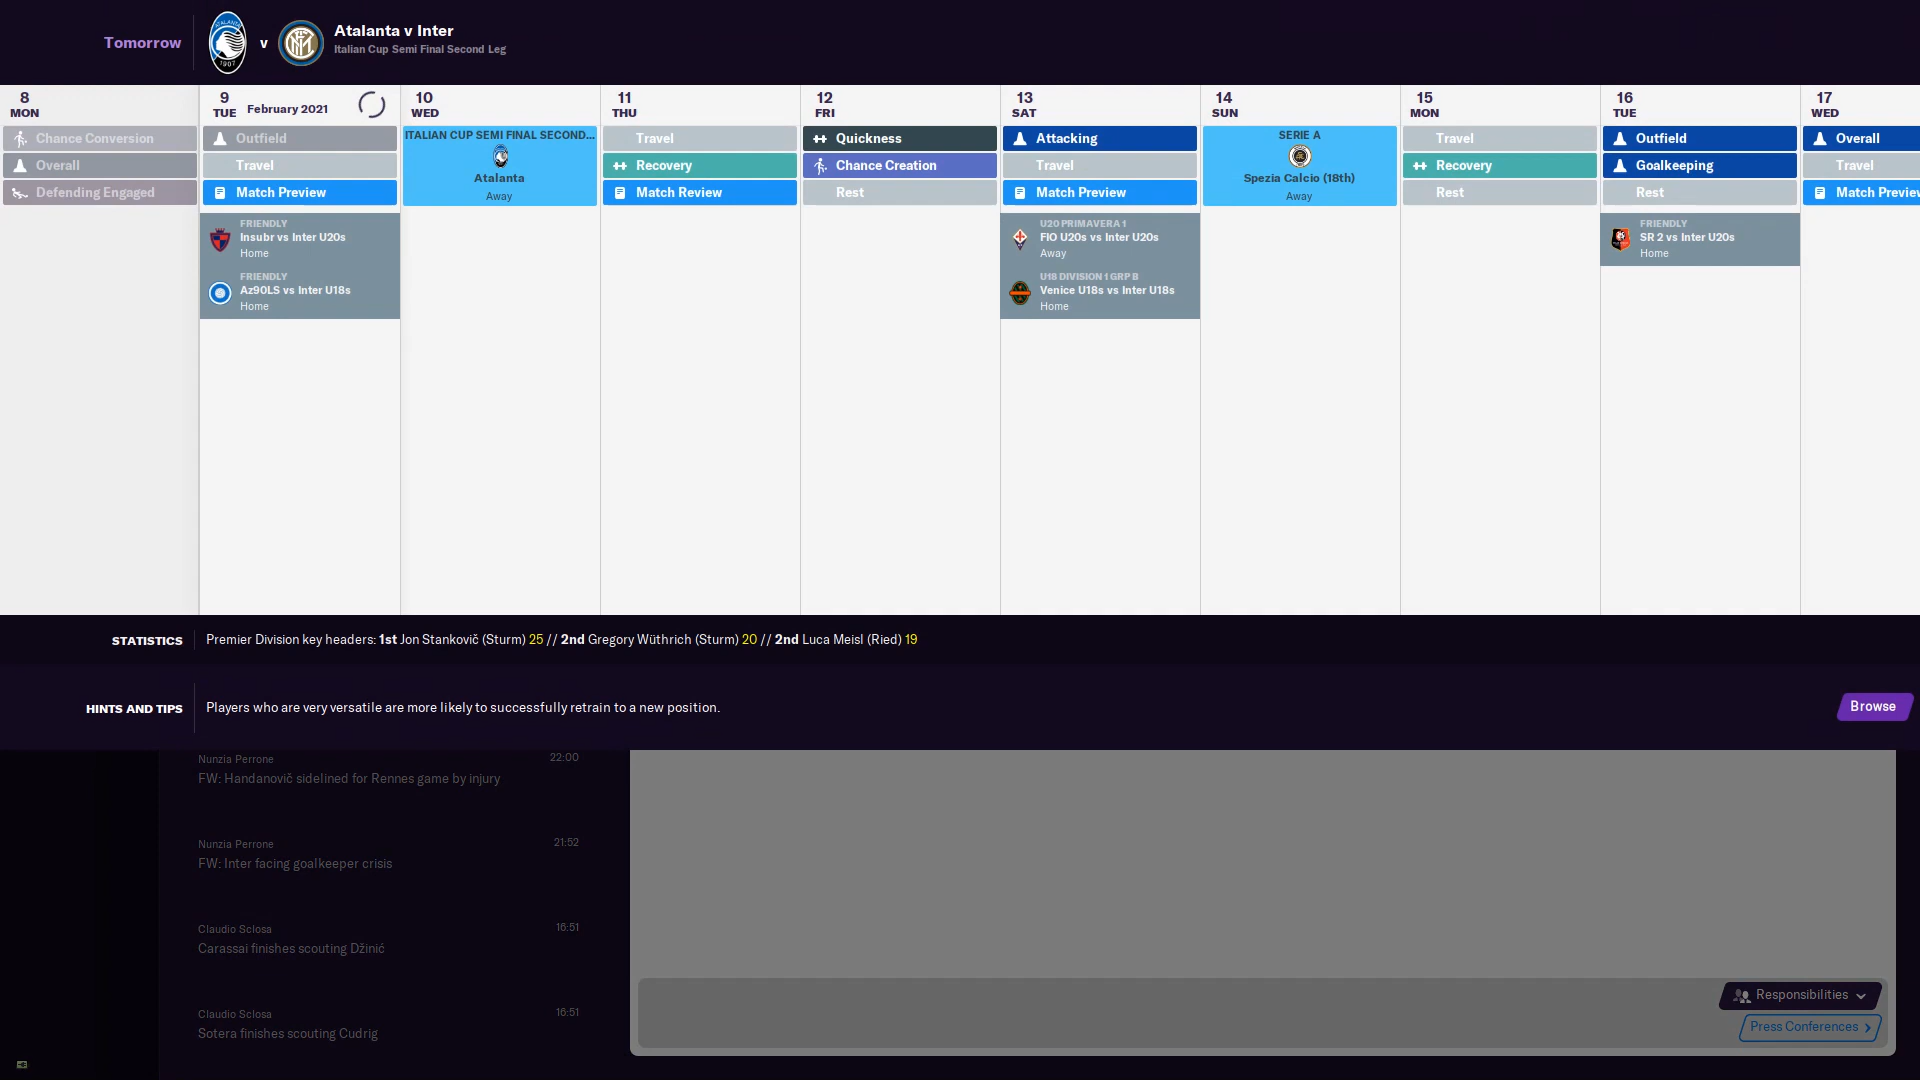 Tomorrow
v
Atalanta v Inter
Italian Cup Semi Final Second Leg
8
MON
Chance Conversion
Overall
Defending Engaged
9
TUE February 2021
Outfield
Travel
Match Preview
FRIENDLY
Insubr vs Inter U20s
Home
FRIENDLY
Az90LS vs Inter U18s
Home
10
WED
ITALIAN CUP SEMI FINAL SECOND...
Atalanta
Away
11
THU
Travel
Recovery
Match Review
12
FRI
Quickness
Chance Creation
Rest
13
SAT
Attacking
Travel
Match Preview
U20 PRIMAVERA 1
FIO U20s vs Inter U20s
Away
U18 DIVISION 1 GRP B
Venice U18s vs Inter U18s
Home
14
SUN
SERIE A
Spezia Calcio (18th)
Away
15
MON
Travel
Recovery
Rest
16
TUE
Outfield
Goalkeeping
Rest
FRIENDLY
SR 2 vs Inter U20s
Home
17
WED
Overall
Travel
Match Preview
STATISTICS
Premier Division key headers: 1st Jon Stankovič (Sturm) 25 // 2nd Gregory Wüthrich (Sturm) 20 // 2nd Luca Meisl (Ried) 19
HINTS AND TIPS
Players who are very versatile are more likely to successfully retrain to a new position.
Browse
Nunzia Perrone 22:00
FW: Handanovič sidelined for Rennes game by injury
Nunzia Perrone 21:52
FW: Inter facing goalkeeper crisis
Claudio Sclosa 16:51
Carassai finishes scouting Džinić
Claudio Sclosa 16:51
Sotera finishes scouting Cudrig
Responsibilities
Press Conferences